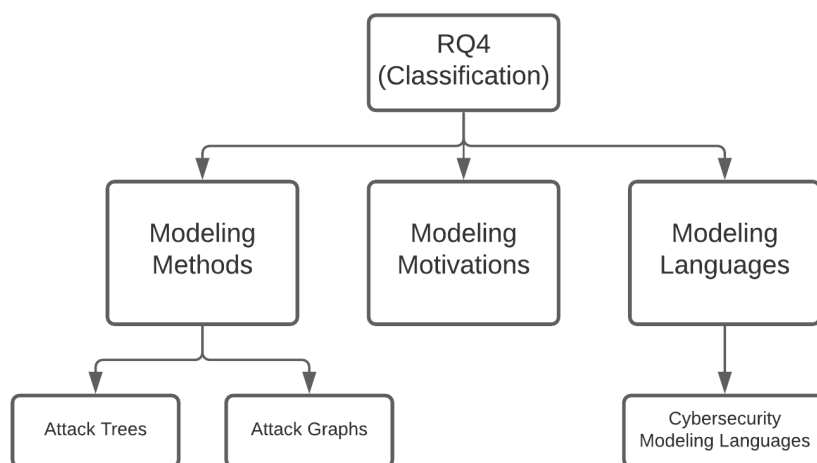 RQ4
(Classification)
Modeling
Methods
Modeling
Motivations
Modeling
Languages
Attack Trees
Attack Graphs
Cybersecurity
Modeling Languages